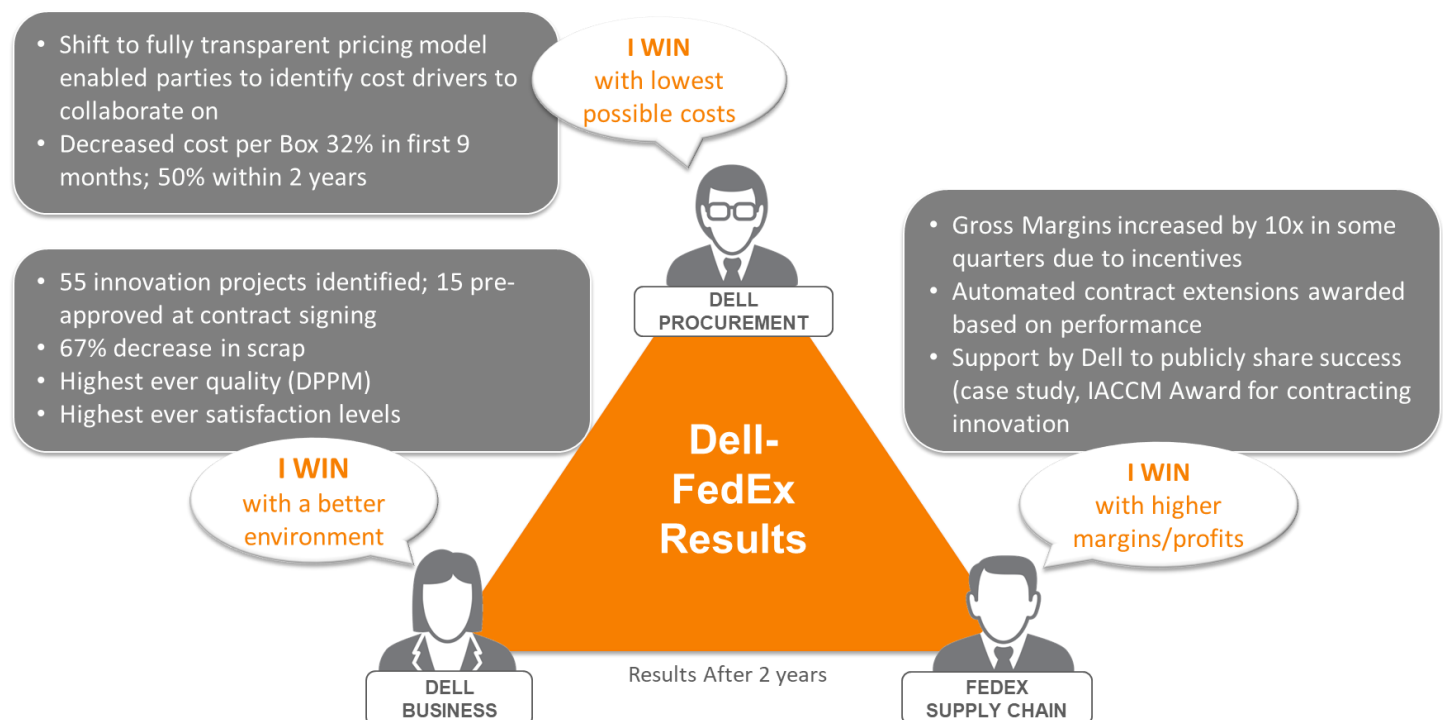 • Shift to fully transparent pricing model
enabled parties to identify cost drivers to
collaborate on
• Decreased cost per Box 32% in first 9
months; 50% within 2 years
I WIN
with lowest
possible costs
DELL
PROCUREMENT
• 55 innovation projects identified; 15 pre-
approved at contract signing
• 67% decrease in scrap
• Highest ever quality (DPPM)
• Highest ever satisfaction levels
I WIN
with a better
environment
DELL
BUSINESS
Dell-
FedEx
Results
Results After 2 years
• Gross Margins increased by 10x in some
quarters due to incentives
• Automated contract extensions awarded
based on performance
• Support by Dell to publicly share success
(case study, IACCM Award for contracting
innovation
I WIN
with higher
margins/profits
FEDEX
SUPPLY CHAIN